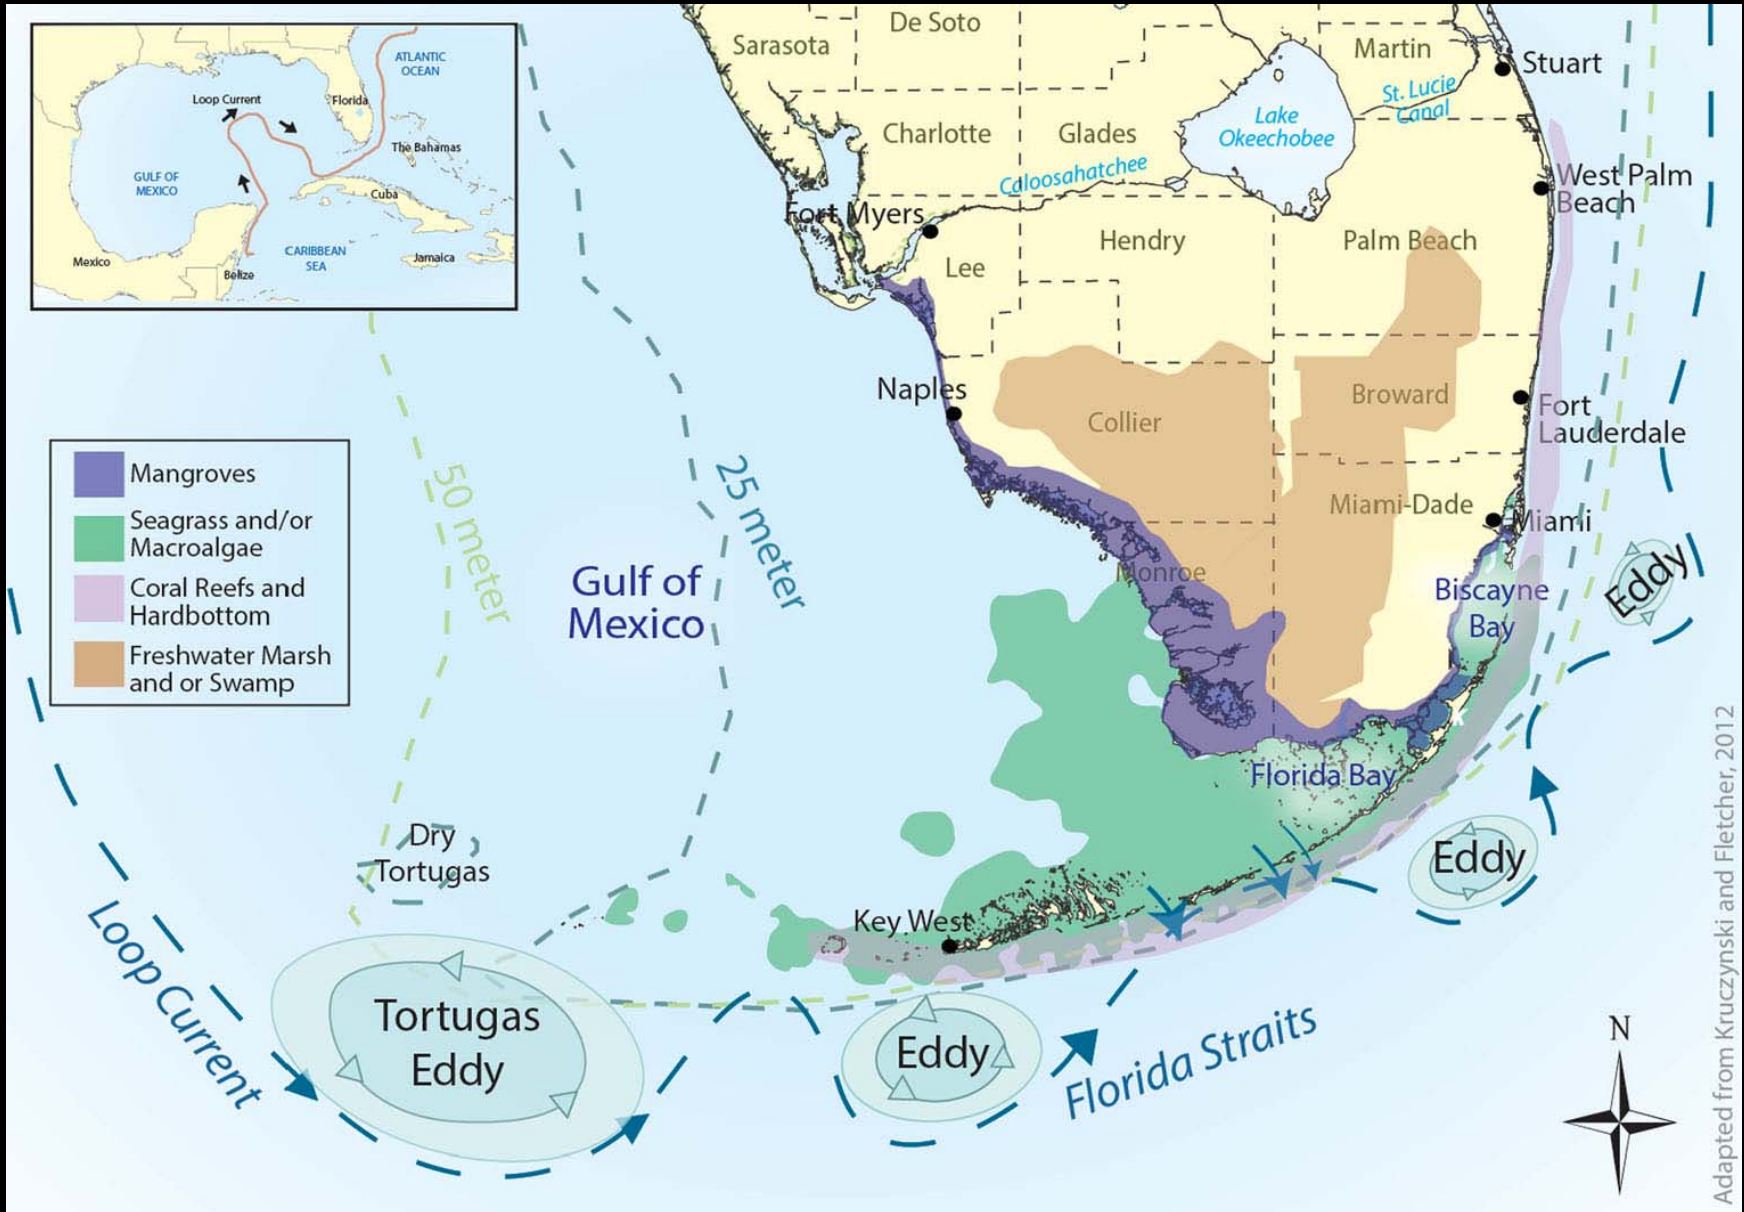 ATLANTIC
OCEAN
Loop Current
Florida
The Bahamas
GULF OF
MEXICO
Cuba
CARIBBEAN
SEA
Jamaica
Mexico
Belize
De Soto
Sarasota
Martin
Stuart
St. Lucie
Canal
Lake
Okeechobee
Charlotte
Glades
Caloosahatchee
West Palm
Beach
Fort Myers
Hendry
Palm Beach
Lee
Naples
Collier
Broward
Fort
Lauderdale
Mangroves
Seagrass and/or
Macroalgae
Coral Reefs and
Hardbottom
Freshwater Marsh
and or Swamp
50 meter
25 meter
Miami-Dade
Miami
Monroe
Gulf of
Mexico
Biscayne
Bay
Eddy
Florida Bay
Dry
Tortugas
Eddy
Key West
Loop Current
Tortugas
Eddy
Eddy
Florida Straits
N
Adapted from Kruczynski and Fletcher, 2012